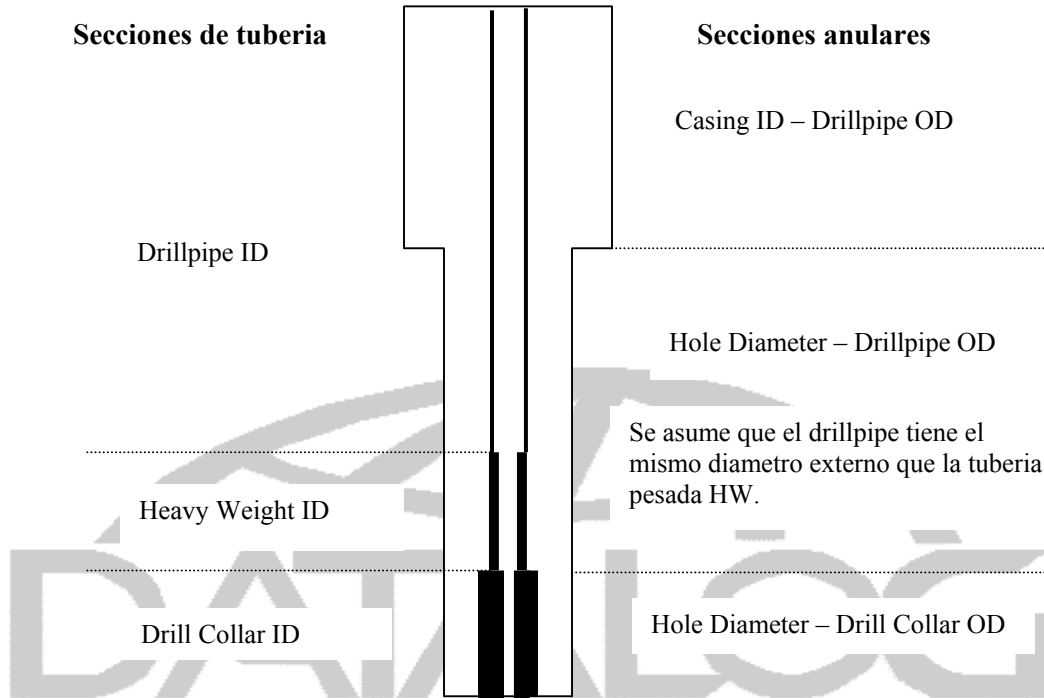 Secciones de tuberia
Secciones anulares
Casing ID – Drillpipe OD
Drillpipe ID
Hole Diameter – Drillpipe OD
Se asume que el drillpipe tiene el
mismo diametro externo que la tuberia
pesada HW.
Heavy Weight ID
Drill Collar ID
Hole Diameter – Drill Collar OD
DATALOG